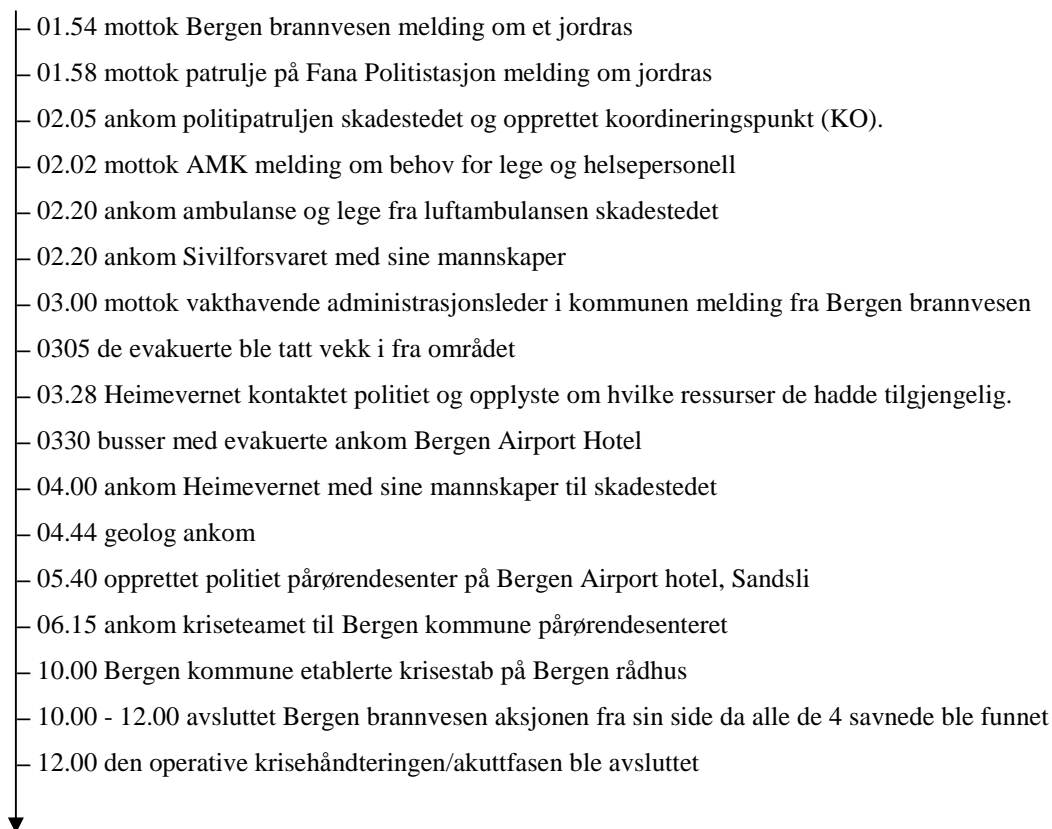 01.54 mottok Bergen brannvesen melding om et jordras
01.58 mottok patrulje på Fana Politistasjon melding om jordras
02.05 ankom politipatruljen skadestedet og opprettet koordineringspunkt (KO).
02.02 mottok AMK melding om behov for lege og helsepersonell
02.20 ankom ambulanse og lege fra luftambulansen skadestedet
02.20 ankom Sivilforsvaret med sine mannskaper
03.00 mottok vakthavende administrasjonsleder i kommunen melding fra Bergen brannvesen
0305 de evakuerte ble tatt vekk i fra området
03.28 Heimevernet kontaktet politiet og opplyste om hvilke ressurser de hadde tilgjengelig.
0330 busser med evakuerte ankom Bergen Airport Hotel
04.00 ankom Heimevernet med sine mannskaper til skadestedet
04.44 geolog ankom
05.40 opprettet politiet pårørendesenter på Bergen Airport hotel, Sandsli
06.15 ankom kriseteamet til Bergen kommune pårørendesenteret
10.00 Bergen kommune etablerte krisestab på Bergen rådhus
10.00 - 12.00 avsluttet Bergen brannvesen aksjonen fra sin side da alle de 4 savnede ble funnet
12.00 den operative krisehåndteringen/akuttfasen ble avsluttet